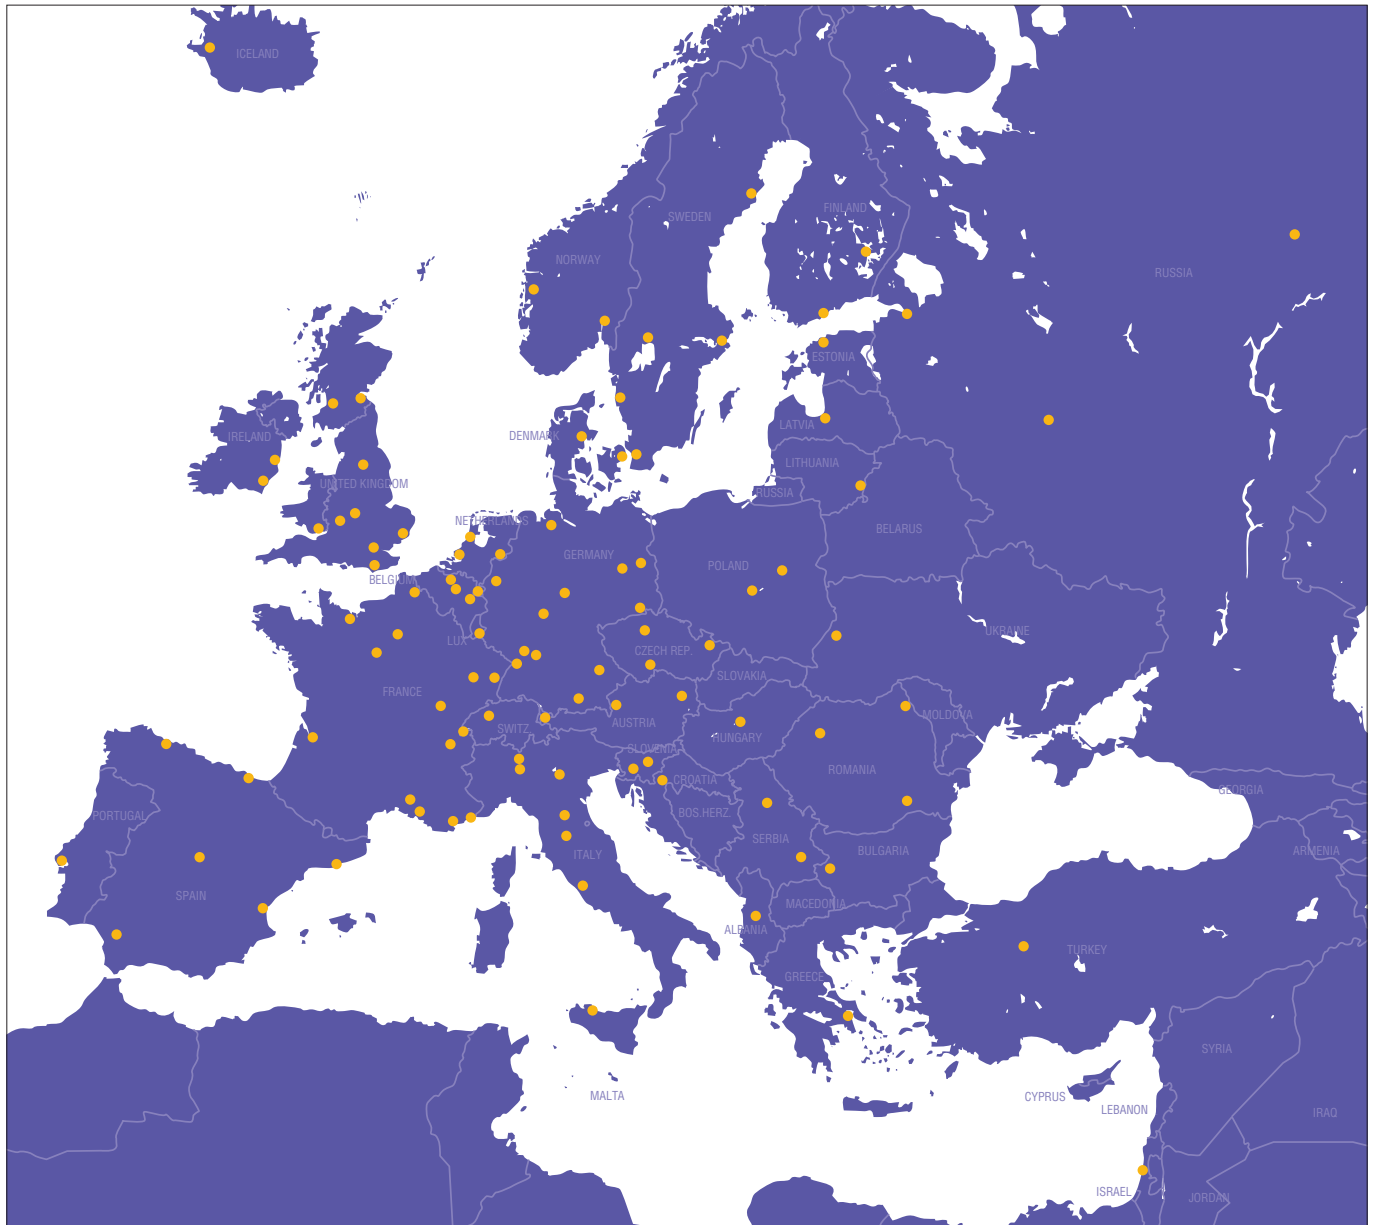 ICELAND
FINLAND
SWEDEN
NORWAY
RUSSIA
ESTONIA
LATVIA
DENMARK
IRELAND
LITHUANIA
UNITED KINGDOM
RUSSIA
NETHERLANDS
BELARUS
GERMANY
POLAND
BELGIUM
UKRAINE
LUX
CZECH REP.
SLOVAKIA
FRANCE
MOLDOVA
AUSTRIA
SWITZ.
HUNGARY
SLOVENIA
ROMANIA
CROATIA
GEORGIA
BOS.HERZ.
PORTUGAL
SERBIA
BULGARIA
ARMENIA
ITALY
SPAIN
MACEDONIA
ALBANIA
TURKEY
GREECE
SYRIA
MALTA
CYPRUS
LEBANON
IRAQ
ISRAEL
JORDAN